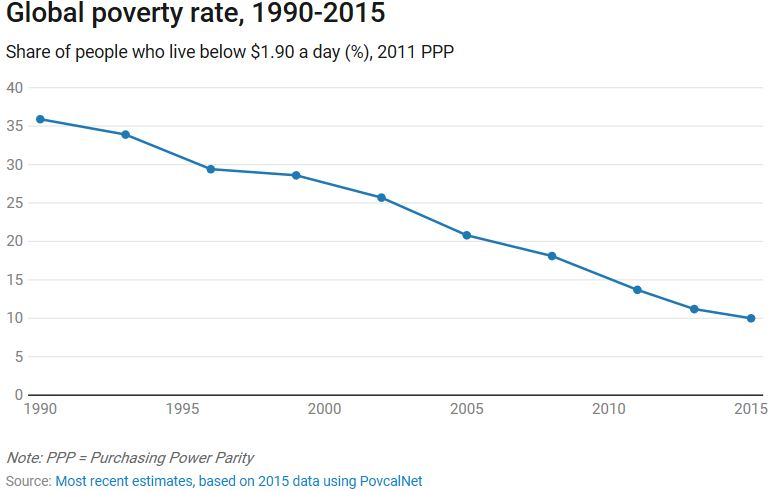 Global poverty rate, 1990-2015
Share of people who live below $1.90 a day (%), 2011 PPP
40
35
30
25
20
15
10
5
0
1990 1995 2000 2005 2010 2015
Note: PPP = Purchasing Power Parity
Source: Most recent estimates, based on 2015 data using PovcalNet